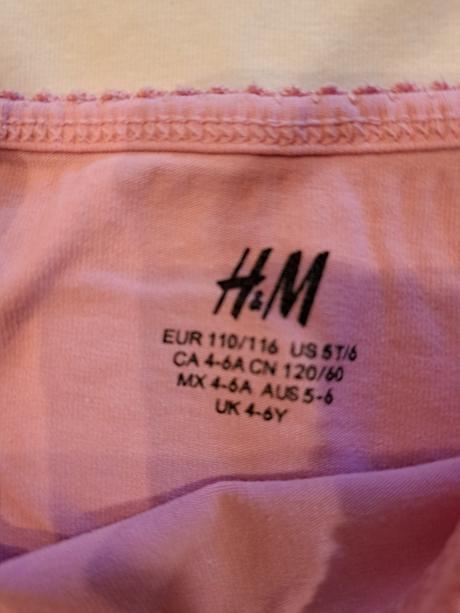 H&M
EUR 110/116 US 5T/6
CA 4-6A CN 120/60
MX 4-6A AUS 5-6
UK 4-6Y